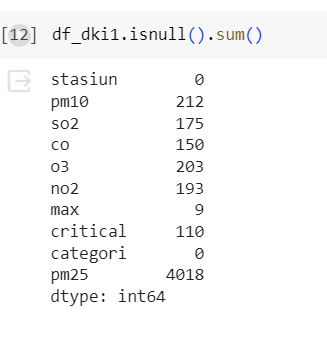 [12] df_dki1.isnull().sum()
stasiun 0
pm10 212
so2 175
co 150
o3 203
no2 193
max 9
critical 110
categori 0
pm25 4018
dtype: int64